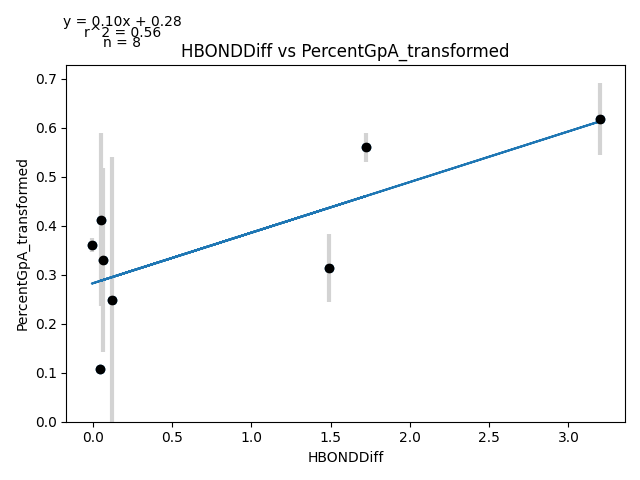 y = 0.10x + 0.28
r^2 = 0.56
n = 8
HBONDDiff vs PercentGpA_transformed
PercentGpA_transformed
0.7
0.6
0.5
0.4
0.3
0.2
0.1
0.0
0.0 0.5 1.0 1.5 2.0 2.5 3.0
HBONDDiff